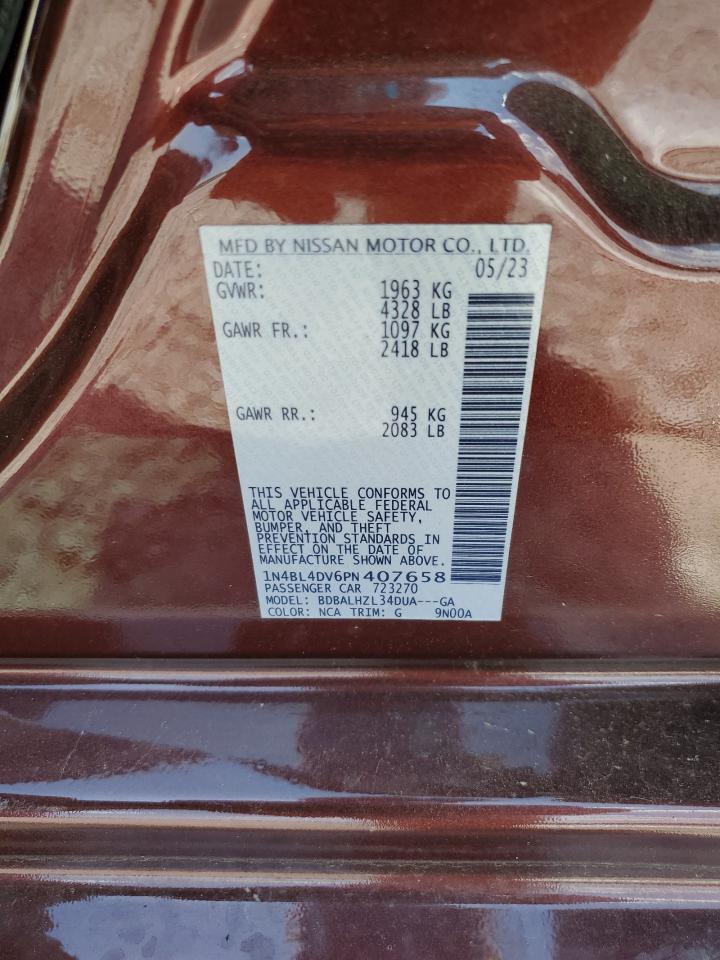 MFD BY NISSAN MOTOR CO., LTD.
DATE: 05/23
GVWR: 1963 KG
4328 LB
GAWR FR.: 1097 KG
2418 LB
GAWR RR.: 945 KG
2083 LB
THIS VEHICLE CONFORMS TO
ALL APPLICABLE FEDERAL
MOTOR VEHICLE SAFETY,
BUMPER, AND THEFT
PREVENTION STANDARDS IN
EFFECT ON THE DATE OF
MANUFACTURE SHOWN ABOVE.
1N4BL4DV6PN407658
PASSENGER CAR 723270
MODEL: BDBALHZL34DUA---GA
COLOR: NCA TRIM: G 9N00A